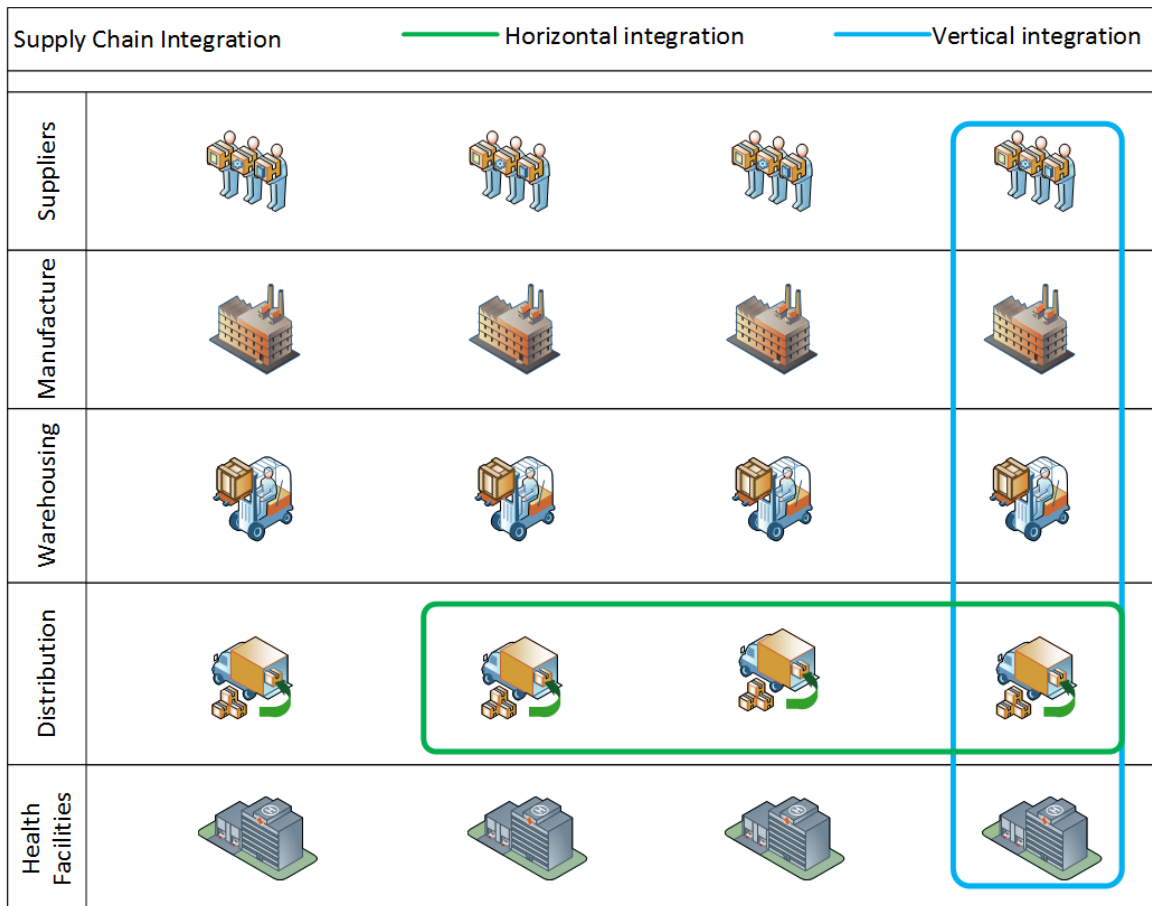 Supply Chain Integration
Horizontal integration
Vertical integration
Suppliers
Manufacture
Warehousing
Distribution
Health
Facilities